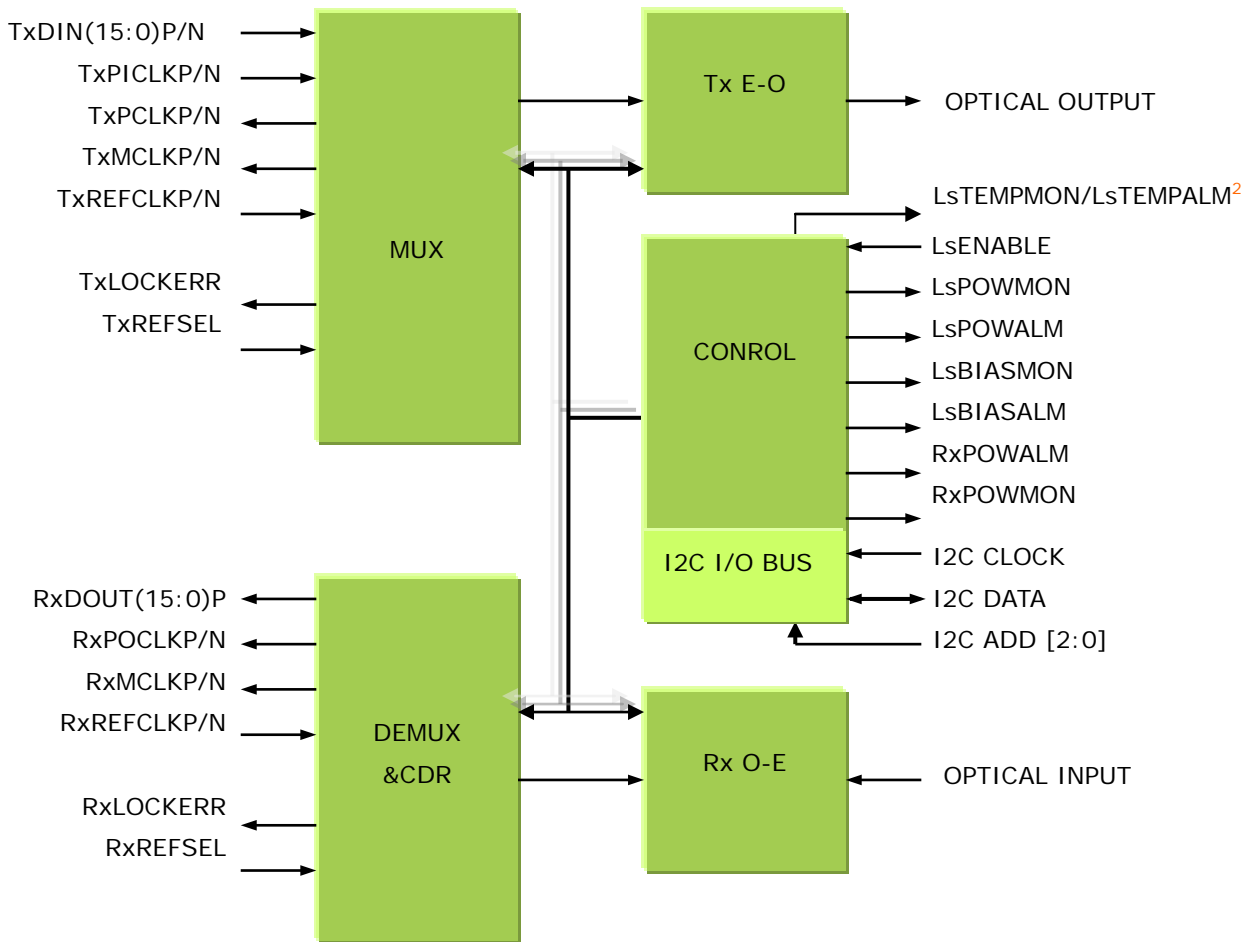 TxDIN(15:0)P/N
TxPICLKP/N
TxPCLKP/N
TxMCLKP/N
TxREFCLKP/N
TxLOCKERR
TxREFSEL
MUX
Tx E-O
OPTICAL OUTPUT
LsTEMPMON/LsTEMPALM2
LsENABLE
LsPOWMON
LsPOWALM
LsBIASMON
LsBIASALM
RxPOWALM
RxPOWMON
CONROL
I2C I/O BUS
I2C CLOCK
I2C DATA
I2C ADD [2:0]
RxDOUT(15:0)P
RxPOCLKP/N
RxMCLKP/N
RxREFCLKP/N
RxLOCKERR
RxREFSEL
DEMUX
&CDR
Rx O-E
OPTICAL INPUT